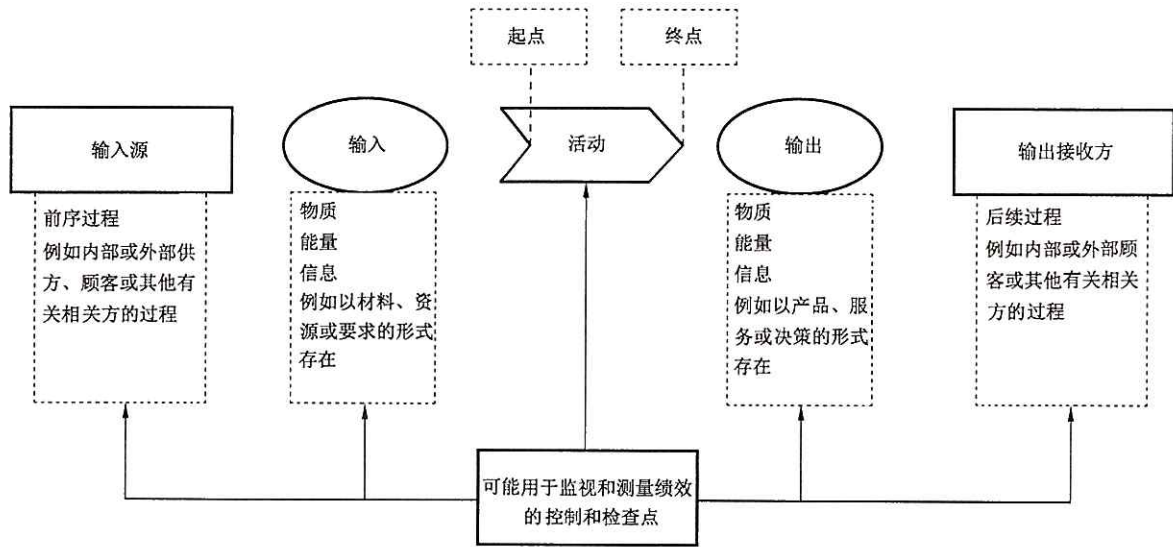 起点
终点
输入源
输入
活动
输出
输出接收方
前序过程
例如内部或外部供
方、顾客或其他有
关相关方的过程
物质
能量
信息
例如以材料、资
源或要求的形式
存在
物质
能量
信息
例如以产品、服
务或决策的形式
存在
后续过程
例如内部或外部顾
客或其他有关相关
方的过程
可能用于监视和测量绩效
的控制和检查点